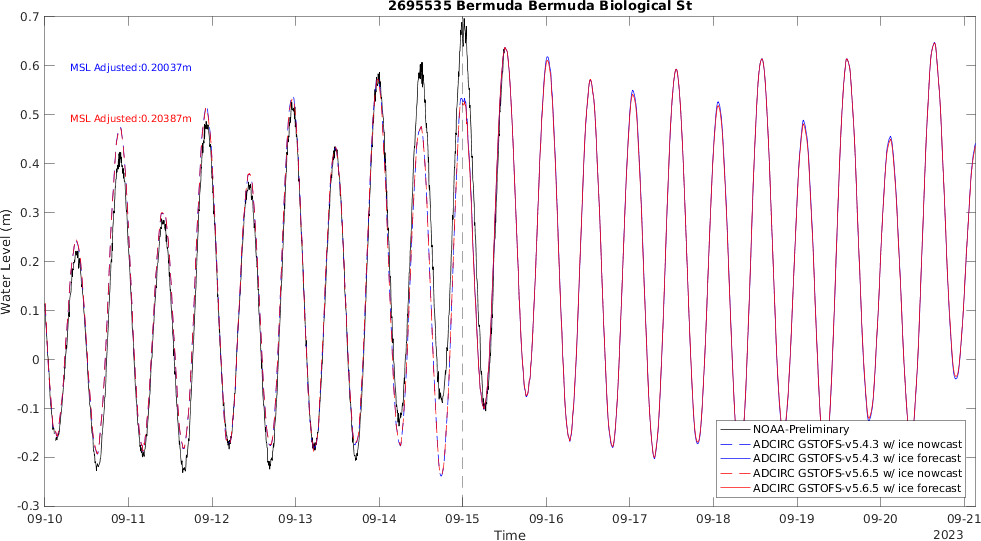 2695535 Bermuda Bermuda Biological St
MSL Adjusted:0.20037m
MSL Adjusted:0.20387m
Water Level (m)
0.7
0.6
0.5
0.4
0.3
0.2
0.1
0
-0.1
-0.2
-0.3
NOAA-Preliminary
ADCIRC GSTOFS-v5.4.3 w/ ice nowcast
ADCIRC GSTOFS-v5.4.3 w/ ice forecast
ADCIRC GSTOFS-v5.6.5 w/ ice nowcast
ADCIRC GSTOFS-v5.6.5 w/ ice forecast
09-10 09-11 09-12 09-13 09-14 09-15 09-16 09-17 09-18 09-19 09-20 09-21
Time
2023